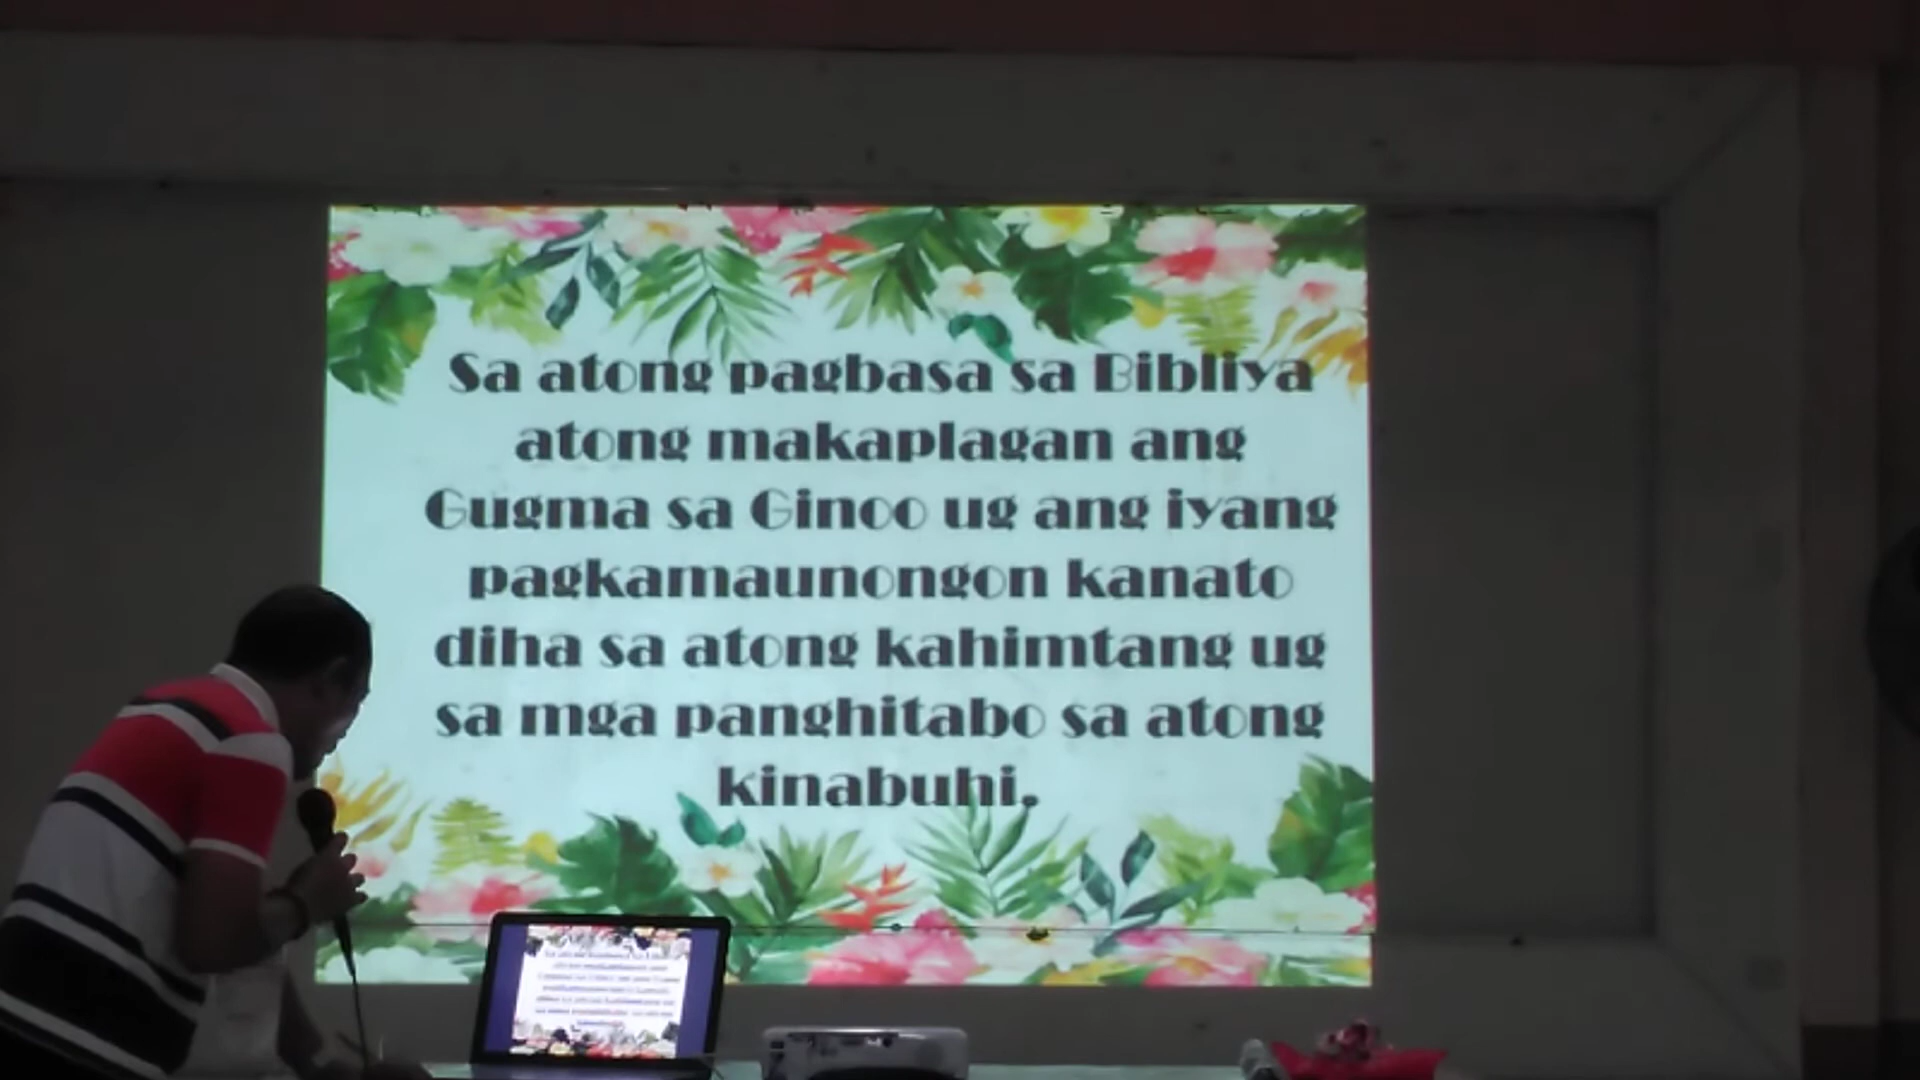 Sa atong pagbasa sa Bibliya
atong makaplagan ang
Gugma sa Ginoo ug ang iyang
pagkamaunongon kanato
diha sa atong kahimtang ug
sa mga panghitabo sa atong
kinabuhi.